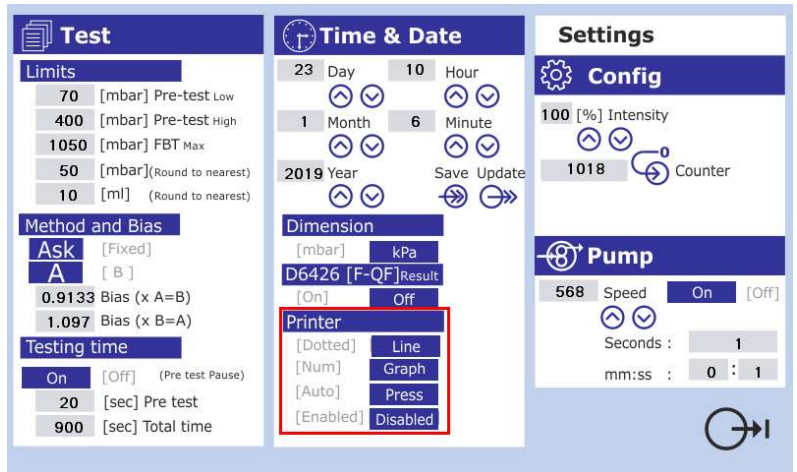 Test
Limits
70 [mbar] Pre-test Low
400 [mbar] Pre-test High
1050 [mbar] FBT Max
50 [mbar](Round to nearest)
10 [ml] (Round to nearest)
Method and Bias
Ask [Fixed]
A [ B ]
0.9133 Bias (x A=B)
1.097 Bias (x B=A)
Testing time
On [Off] (Pre test Pause)
20 [sec] Pre test
900 [sec] Total time
Time & Date
23 Day 10 Hour
1 Month 6 Minute
2019 Year Save Update
Dimension
[mbar] kPa
D6426 [F-QF]Result
[On] Off
Printer
[Dotted] Line
[Num] Graph
[Auto] Press
[Enabled] Disabled
Settings
Config
100 [%] Intensity
0
1018 Counter
Pump
568 Speed On [Off]
Seconds : 1
mm:ss : 0 : 1